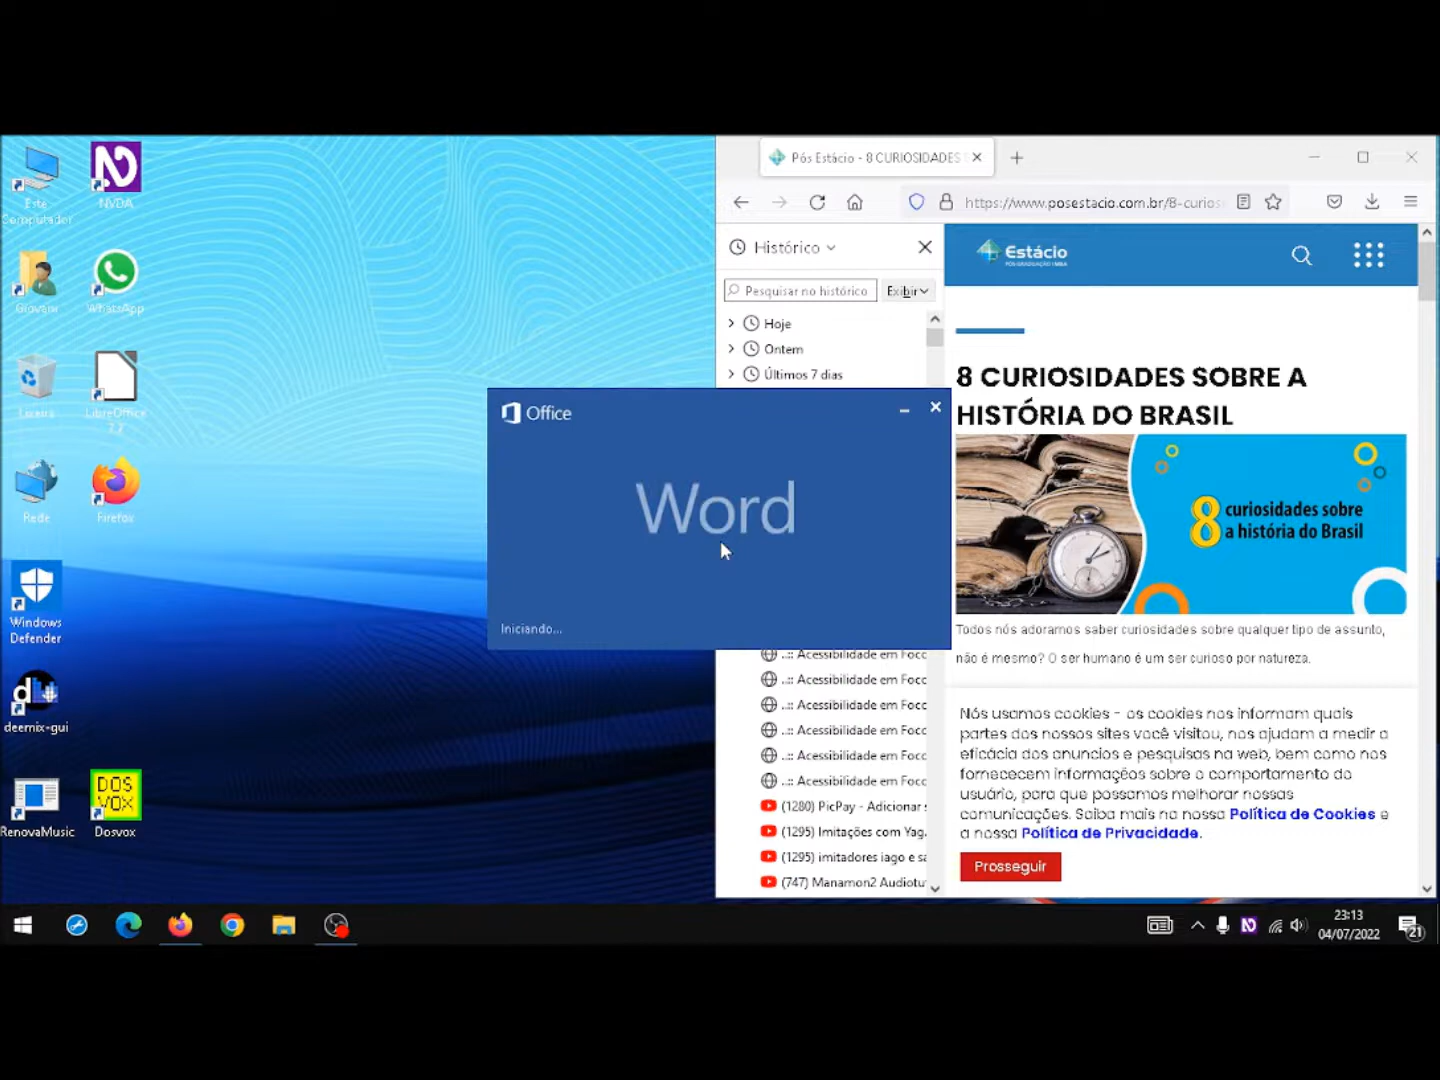 Este
Computador
NVDA
Giovani
WhatsApp
Lixeira
LibreOffice
7.2
Rede
Firefox
Windows
Defender
deemix-gui
RenovaMusic
DOS
VOX
Dosvox
Pós Estácio - 8 CURIOSIDADES
https://www.posestacio.com.br/8-curios
Histórico
Pesquisar no histórico
Exibir
Hoje
Ontem
Últimos 7 dias
Office
Word
Iniciando...
..:: Acessibilidade em Foco
..:: Acessibilidade em Foco
..:: Acessibilidade em Foco
..:: Acessibilidade em Foco
..:: Acessibilidade em Foco
..:: Acessibilidade em Foco
(1280) PicPay - Adicionar s
(1295) Imitações com Yag
(1295) imitadores iago e sa
(747) Manamon2 Audiotu
Estácio
8 CURIOSIDADES SOBRE A
HISTÓRIA DO BRASIL
8 curiosidades sobre
a história do Brasil
Todos nós adoramos saber curiosidades sobre qualquer tipo de assunto,
não é mesmo? O ser humano é um ser curioso por natureza.
Nós usamos cookies - os cookies nos informam quais
partes dos nossos sites você visitou, nos ajudam a medir a
eficácia dos anúncios e pesquisas na web, bem como nos
fornececem informações sobre o comportamento do
usuário, para que possamos melhorar nossas
comunicações. Saiba mais na nossa Política de Cookies e
a nossa Política de Privacidade.
Prosseguir
23:13
04/07/2022
21